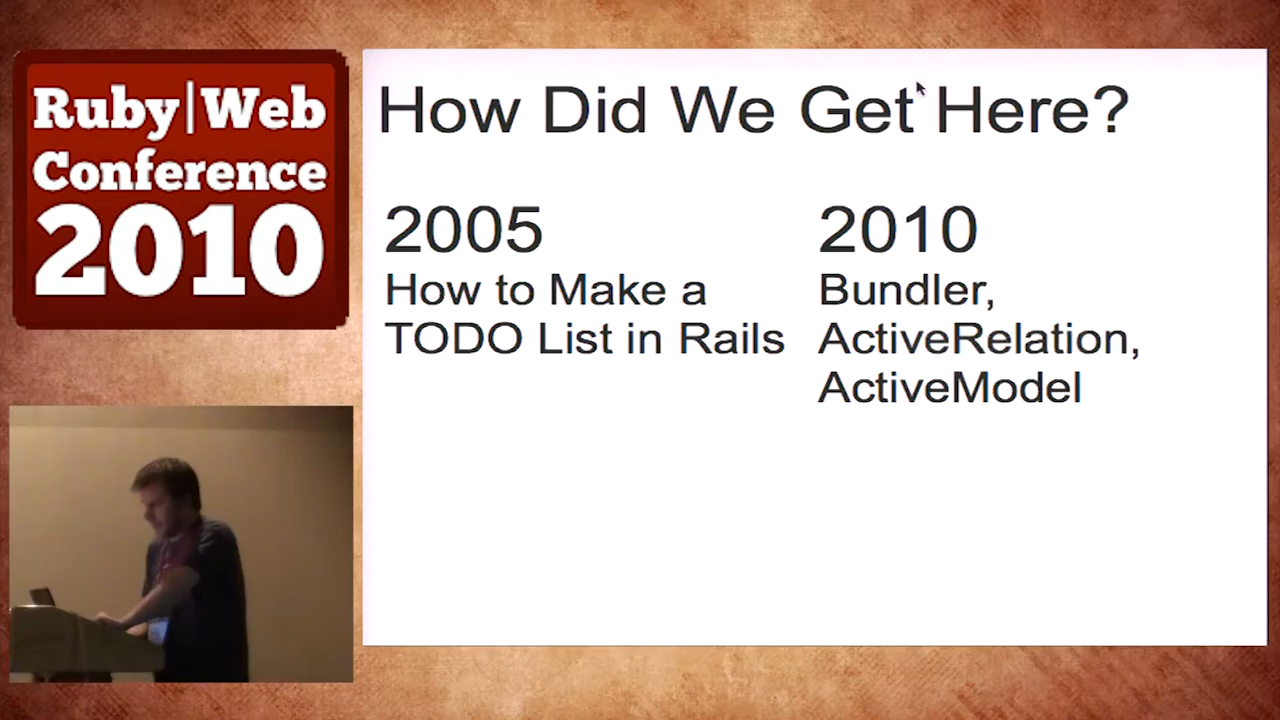 Ruby|Web
Conference
2010
How Did We Get Here?
2005
How to Make a
TODO List in Rails
2010
Bundler,
ActiveRelation,
ActiveModel